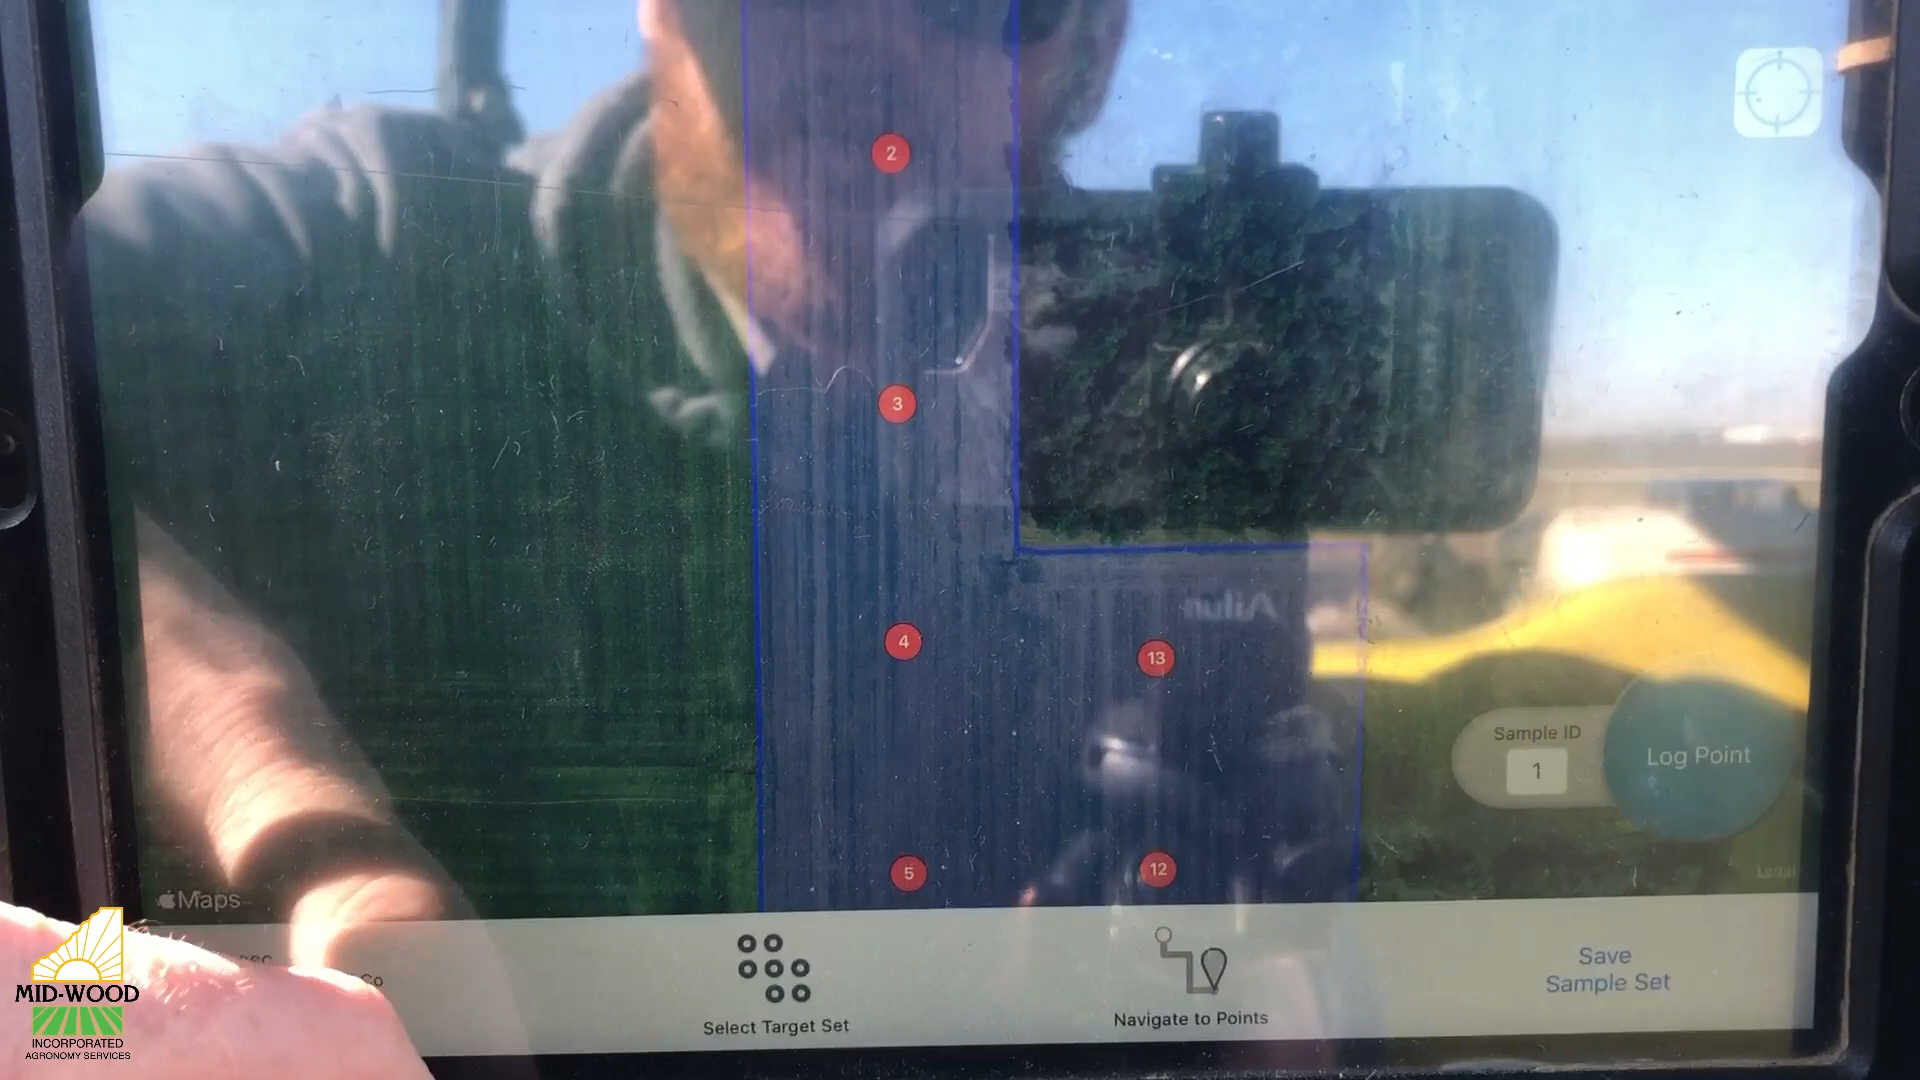 2
3
4
13
5
12
Sample ID
1
Log Point
Maps
Legal
Select Target Set
Navigate to Points
Save
Sample Set
MID-WOOD
INCORPORATED
AGRONOMY SERVICES